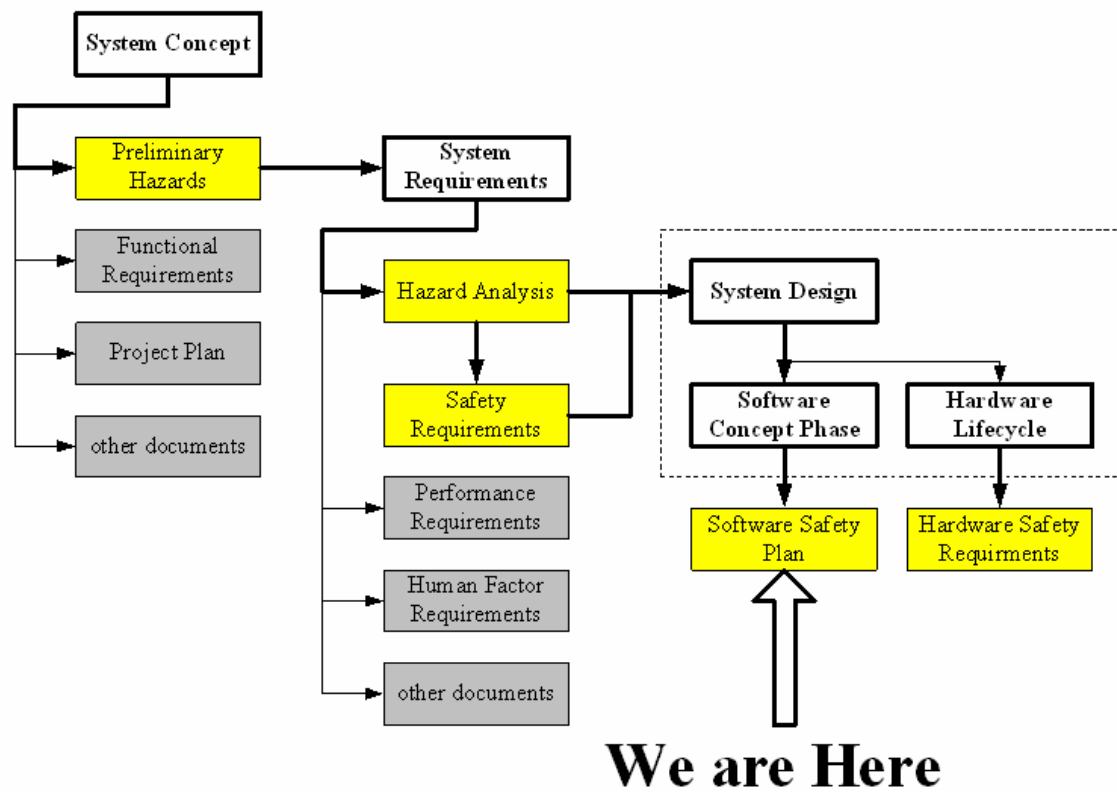 System Concept
Preliminary
Hazards
System
Requirements
Functional
Requirements
Hazard Analysis
System Design
Project Plan
Safety
Requirements
Software
Concept Phase
Hardware
Lifecycle
other documents
Performance
Requirements
Software Safety
Plan
Hardware Safety
Requirments
Human Factor
Requirements
other documents
We are Here